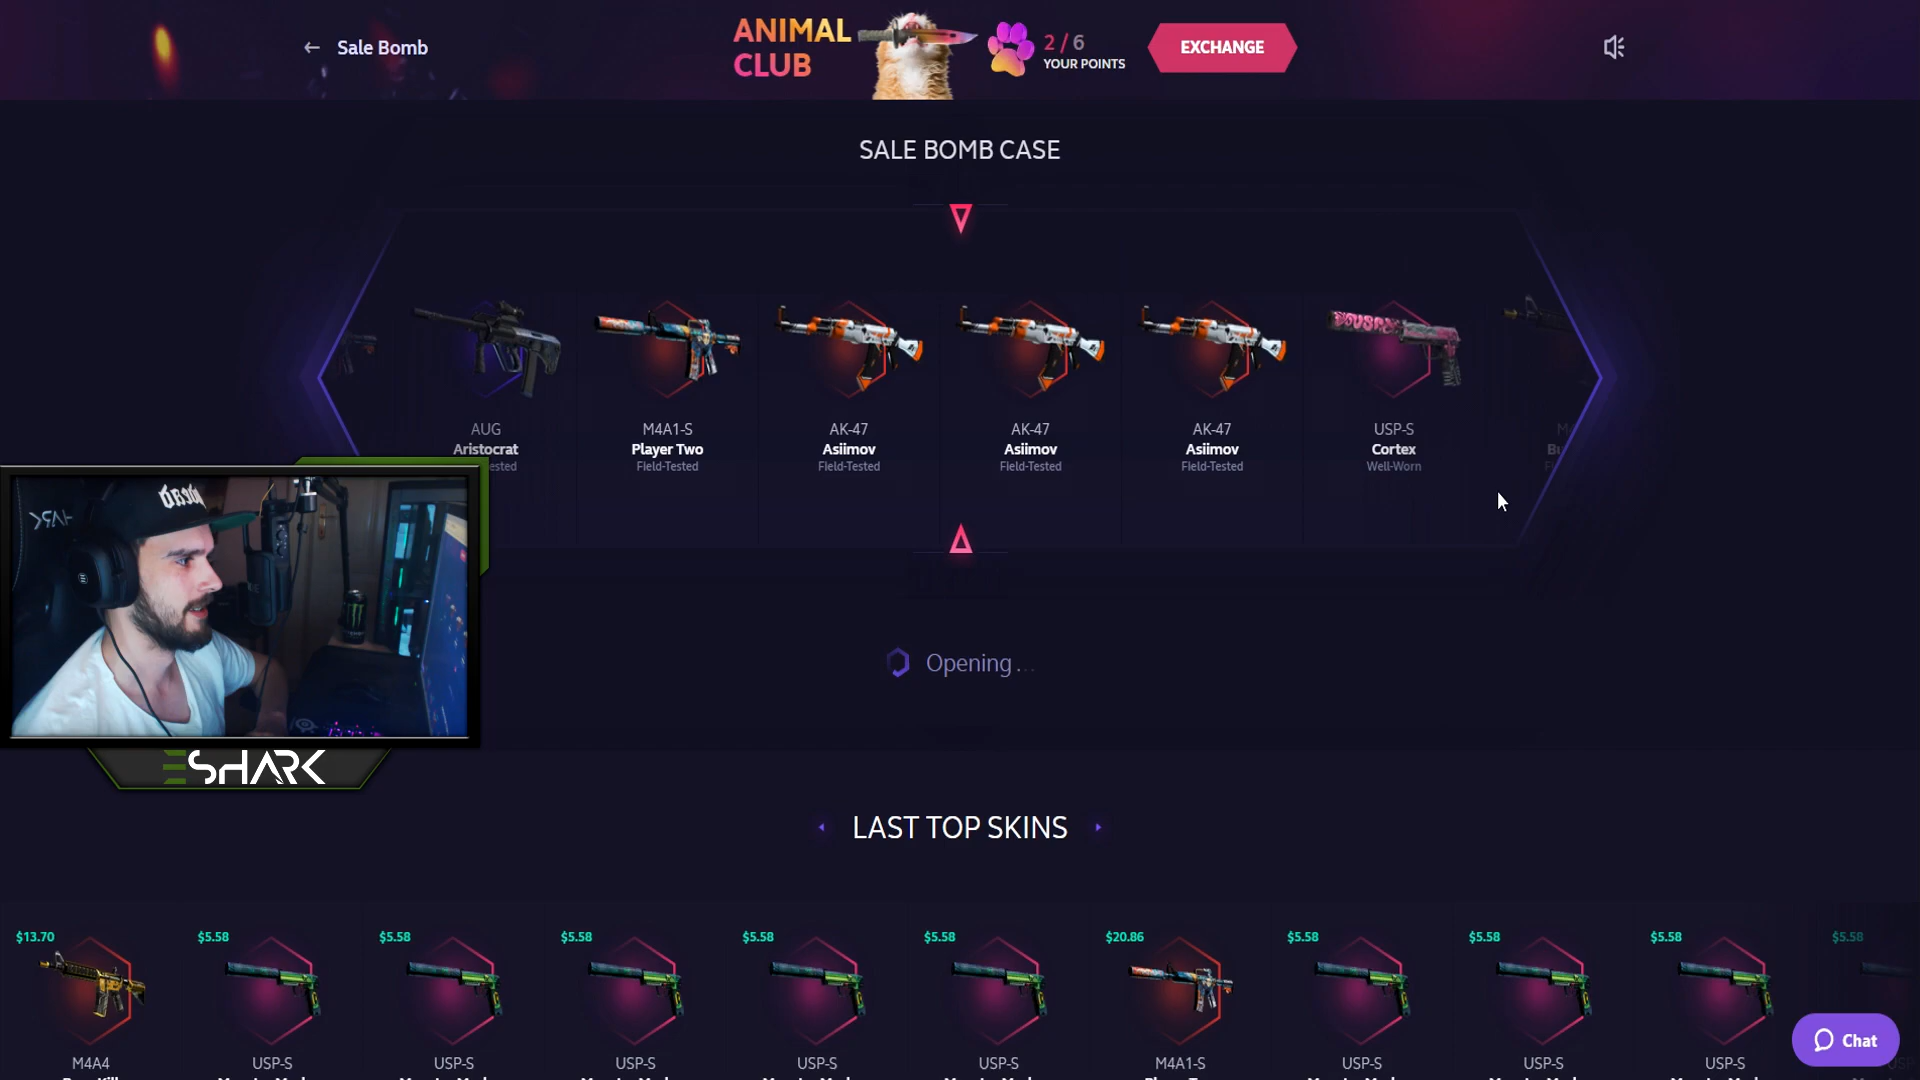 ← Sale Bomb
ANIMAL
CLUB
2 / 6
YOUR POINTS
EXCHANGE
SALE BOMB CASE
AUG
Aristocrat
M4A1-S
Player Two
Field-Tested
AK-47
Asiimov
Field-Tested
AK-47
Asiimov
Field-Tested
AK-47
Asiimov
Field-Tested
USP-S
Cortex
Well-Worn
Opening...
SHARK
LAST TOP SKINS
$13.70 $5.58 $5.58 $5.58 $5.58 $5.58 $20.86 $5.58 $5.58 $5.58 $5.58
M4A4 USP-S USP-S USP-S USP-S USP-S M4A1-S USP-S USP-S USP-S
Chat